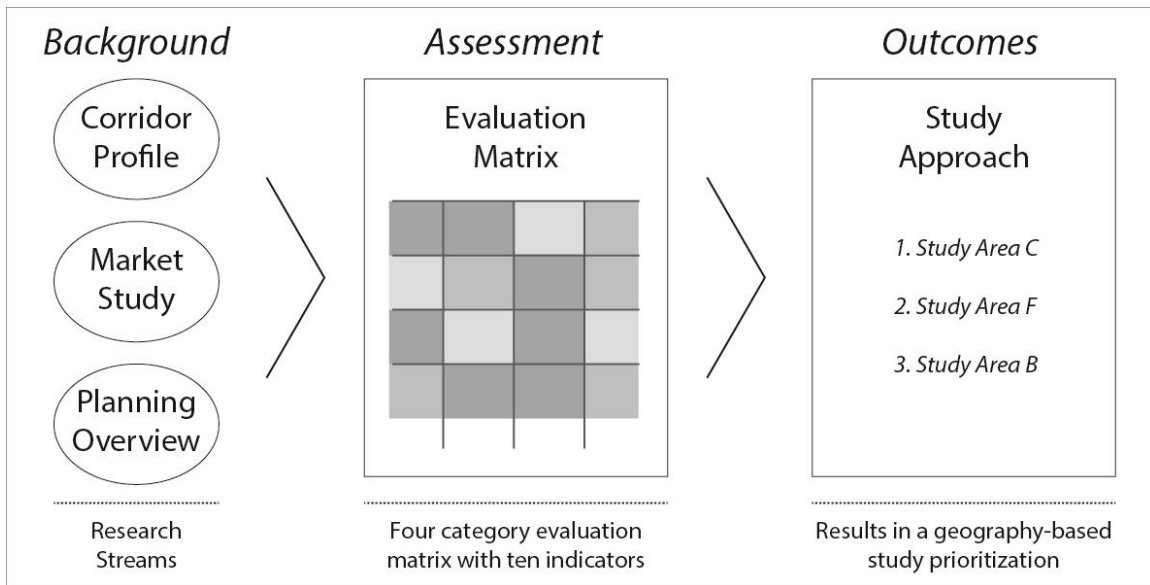 Background
Corridor
Profile
Market
Study
Planning
Overview
Research
Streams
Assessment
Evaluation
Matrix
Four category evaluation
matrix with ten indicators
Outcomes
Study
Approach
1. Study Area C
2. Study Area F
3. Study Area B
Results in a geography-based
study prioritization